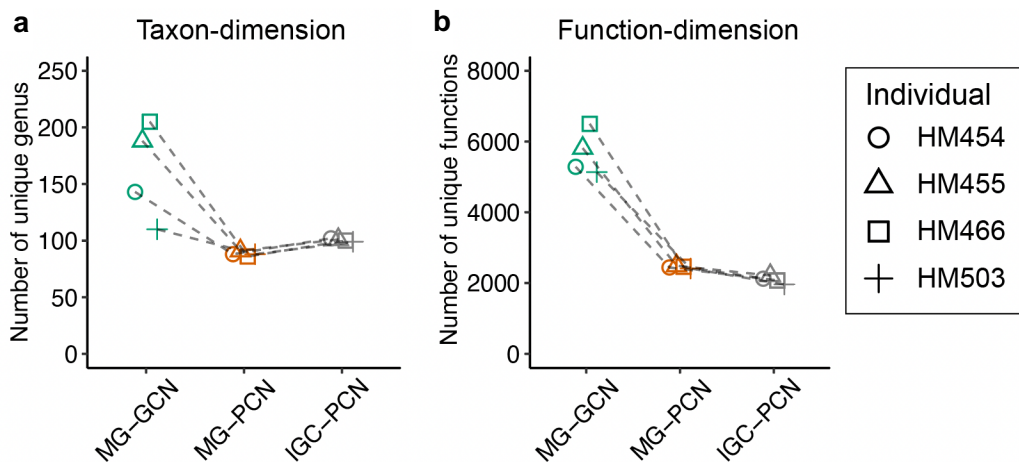 a
Taxon-dimension
Number of unique genus
250
200
150
100
50
0
MG–GCN
MG–PCN
IGC–PCN
b
Function-dimension
Number of unique functions
8000
6000
4000
2000
0
MG–GCN
MG–PCN
IGC–PCN
Individual
HM454
HM455
HM466
HM503